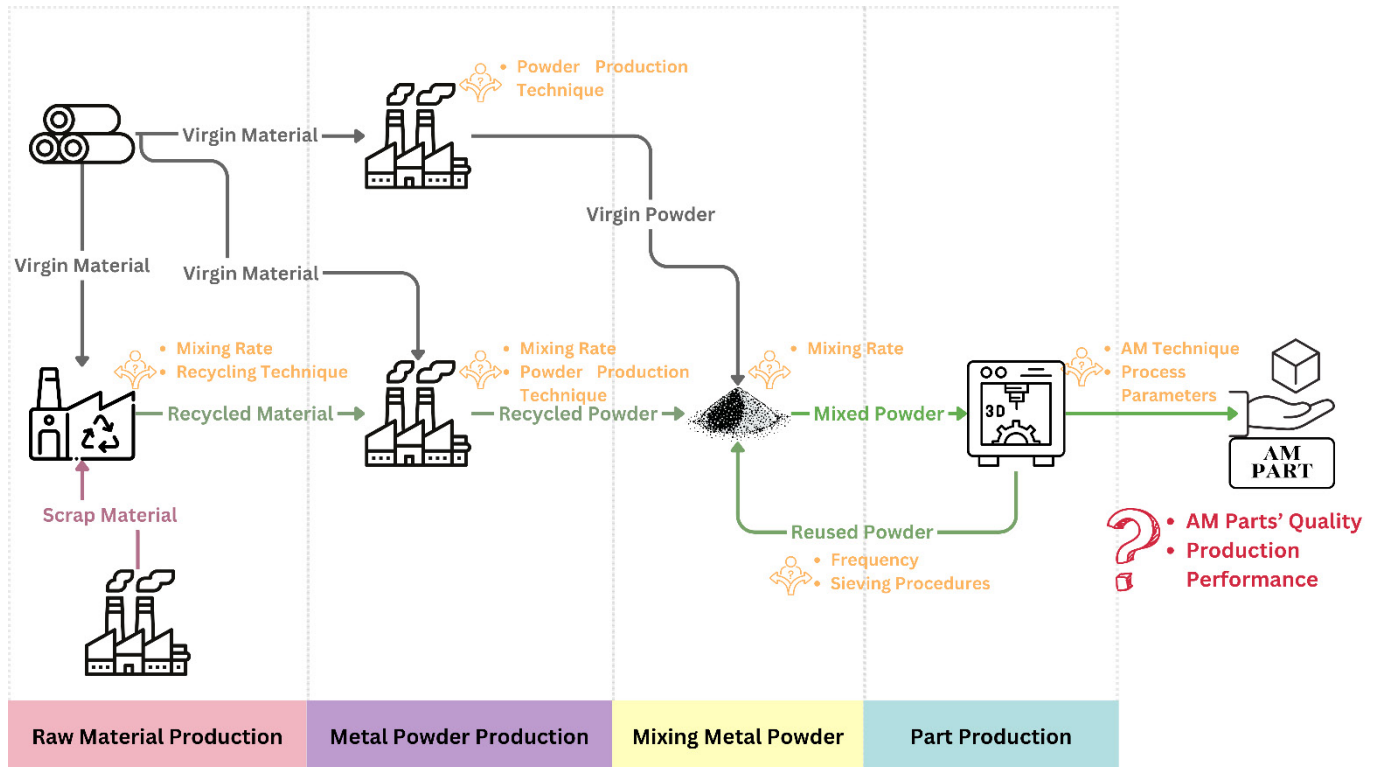 • Powder Production
Technique
Virgin Material
Virgin Powder
Virgin Material
Virgin Material
• Mixing Rate
• Recycling Technique
• Mixing Rate
• Powder Production
Technique
• Mixing Rate
• AM Technique
• Process
Parameters
Recycled Material
Recycled Powder
Mixed Powder
3D
AM
PART
Scrap Material
Reused Powder
• Frequency
• Sieving Procedures
? • AM Parts' Quality
• Production
Performance
Raw Material Production
Metal Powder Production
Mixing Metal Powder
Part Production